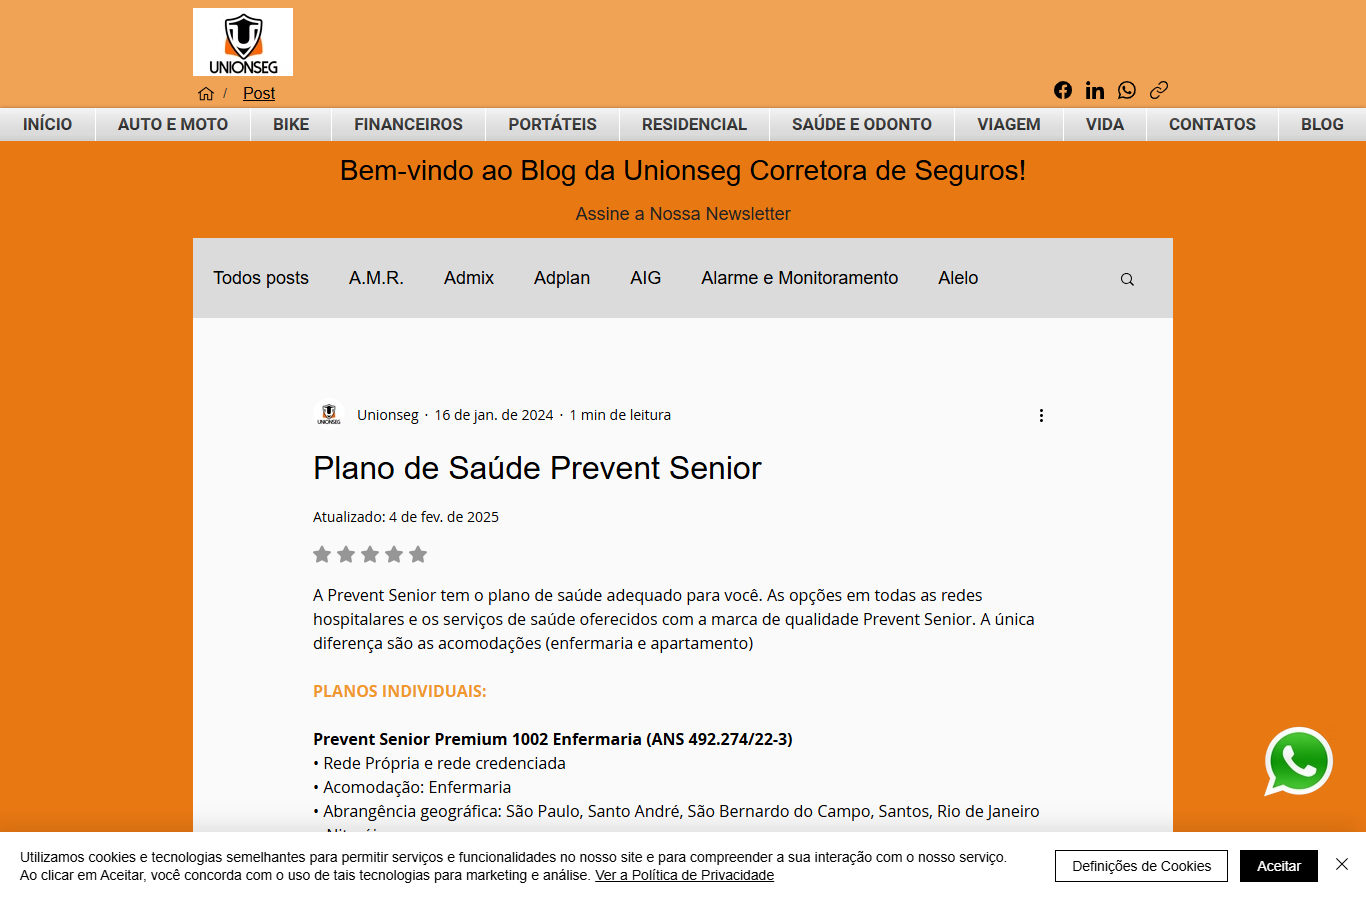 UNIONSEG
/ Post
INÍCIO AUTO E MOTO BIKE FINANCEIROS PORTÁTEIS RESIDENCIAL SAÚDE E ODONTO VIAGEM VIDA CONTATOS BLOG
Bem-vindo ao Blog da Unionseg Corretora de Seguros!
Assine a Nossa Newsletter
Todos posts A.M.R. Admix Adplan AIG Alarme e Monitoramento Alelo
UNIONSEG
Unionseg · 16 de jan. de 2024 · 1 min de leitura
Plano de Saúde Prevent Senior
Atualizado: 4 de fev. de 2025
A Prevent Senior tem o plano de saúde adequado para você. As opções em todas as redes
hospitalares e os serviços de saúde oferecidos com a marca de qualidade Prevent Senior. A única
diferença são as acomodações (enfermaria e apartamento)
PLANOS INDIVIDUAIS:
Prevent Senior Premium 1002 Enfermaria (ANS 492.274/22-3)
• Rede Própria e rede credenciada
• Acomodação: Enfermaria
• Abrangência geográfica: São Paulo, Santo André, São Bernardo do Campo, Santos, Rio de Janeiro
Utilizamos cookies e tecnologias semelhantes para permitir serviços e funcionalidades no nosso site e para compreender a sua interação com o nosso serviço.
Ao clicar em Aceitar, você concorda com o uso de tais tecnologias para marketing e análise. Ver a Política de Privacidade
Definições de Cookies
Aceitar